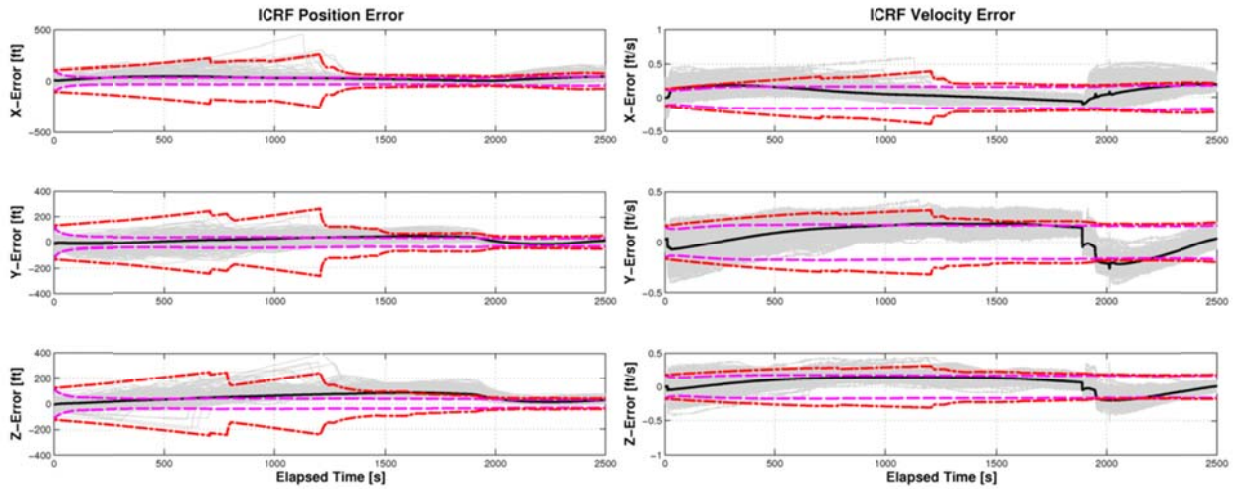 ICRF Position Error
500
0
−500
X−Error [ft]
0 500 1000 1500 2000 2500
400
200
0
−200
−400
Y−Error [ft]
0 500 1000 1500 2000 2500
400
200
0
−200
−400
Z−Error [ft]
0 500 1000 1500 2000 2500
Elapsed Time [s]
ICRF Velocity Error
1
0.5
0
−0.5
X−Error [ft/s]
0 500 1000 1500 2000 2500
0.5
0
−0.5
Y−Error [ft/s]
0 500 1000 1500 2000 2500
0.5
0
−0.5
−1
Z−Error [ft/s]
0 500 1000 1500 2000 2500
Elapsed Time [s]